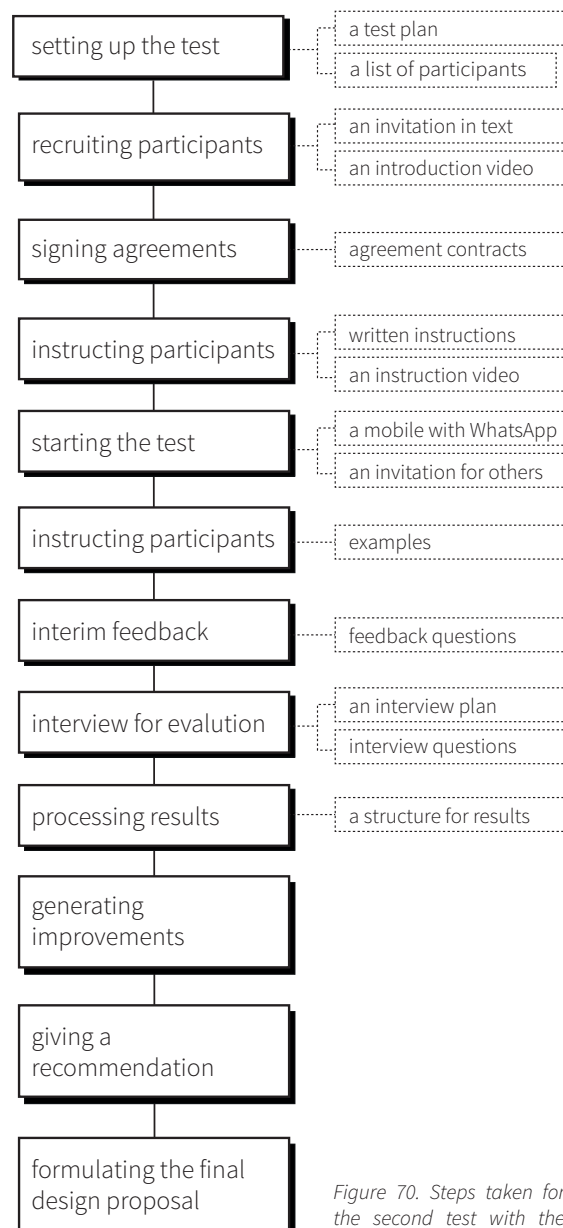 setting up the test
a test plan
a list of participants
recruiting participants
an invitation in text
an introduction video
signing agreements
agreement contracts
instructing participants
written instructions
an instruction video
starting the test
a mobile with WhatsApp
an invitation for others
instructing participants
examples
interim feedback
feedback questions
interview for evalution
an interview plan
interview questions
processing results
a structure for results
generating
improvements
giving a
recommendation
formulating the final
design proposal
Figure 70. Steps taken for
the second test with the